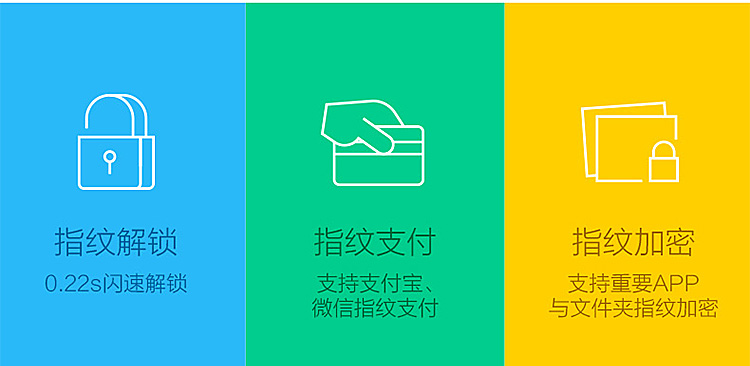 指纹解锁
0.22s闪速解锁
指纹支付
支持支付宝、
微信指纹支付
指纹加密
支持重要APP
与文件夹指纹加密